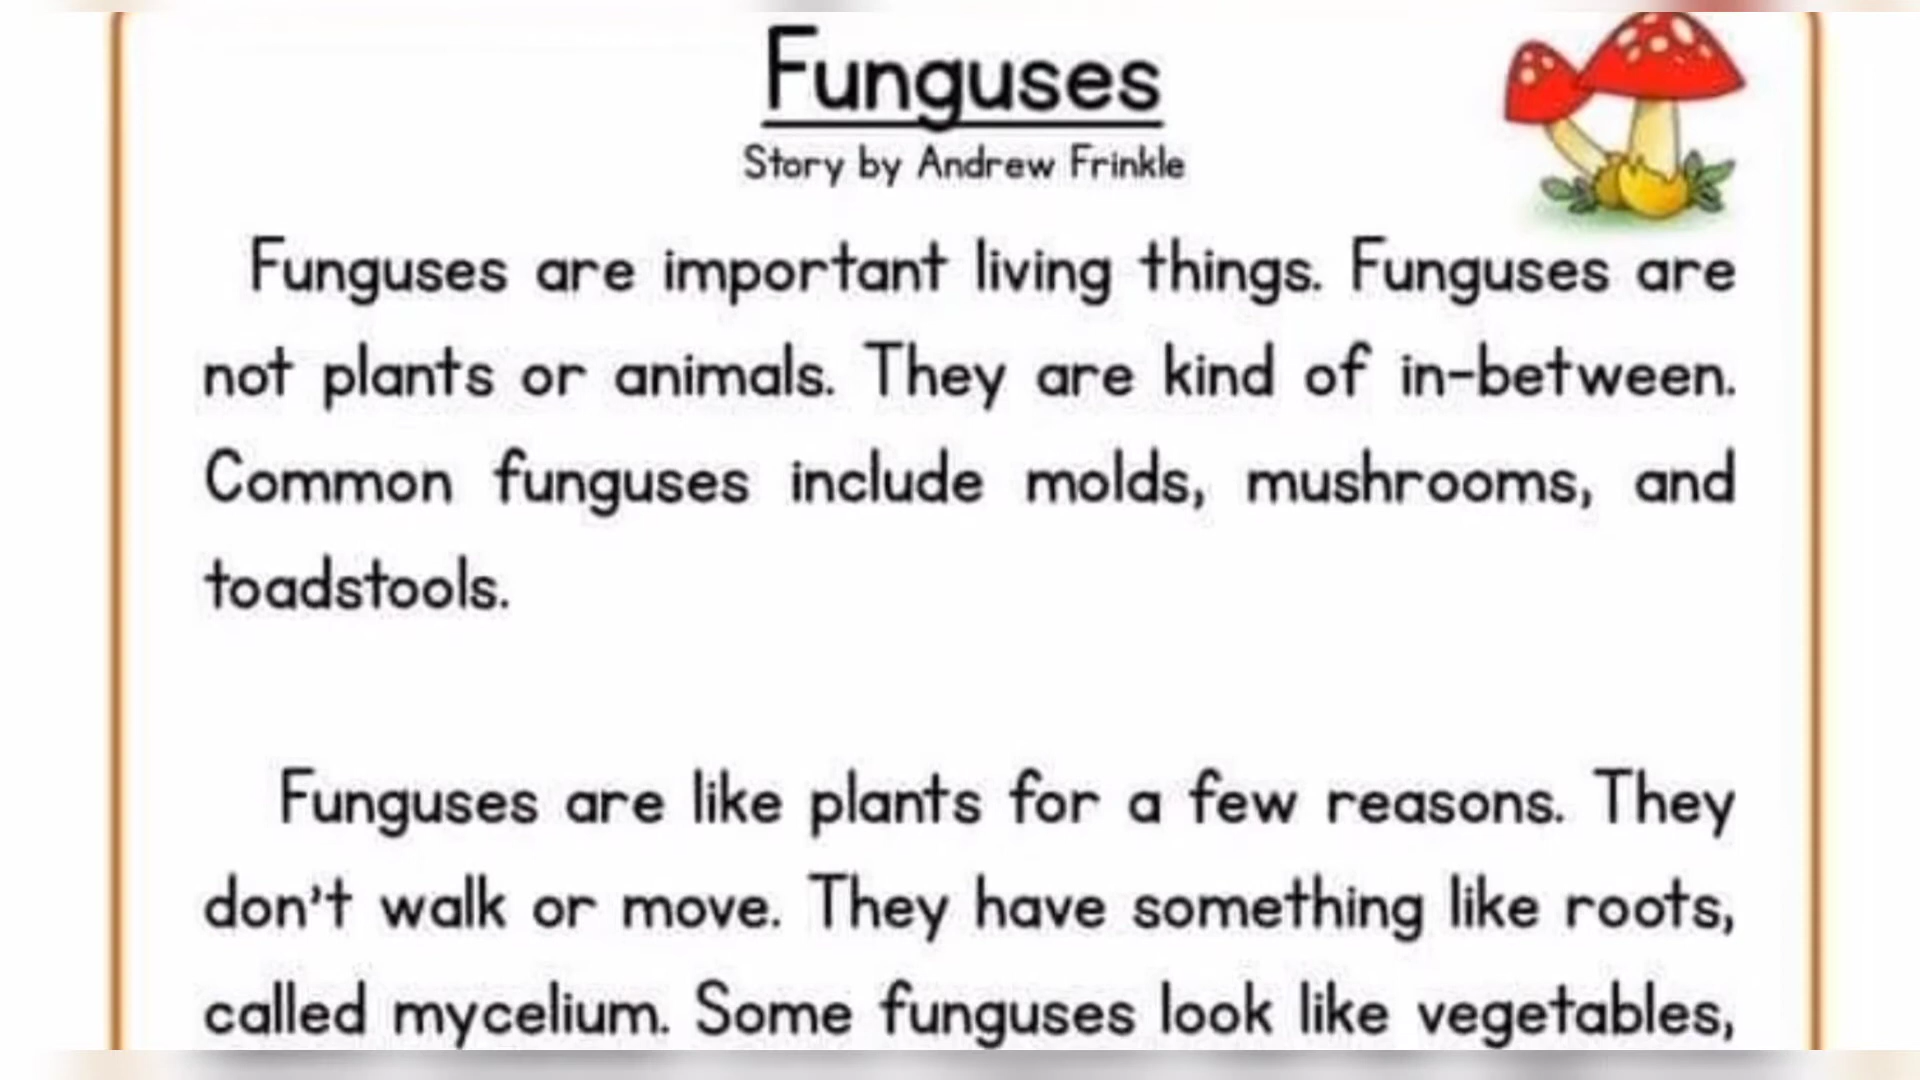 Funguses
Story by Andrew Frinkle
Funguses are important living things. Funguses are
not plants or animals. They are kind of in-between.
Common funguses include molds, mushrooms, and
toadstools.
Funguses are like plants for a few reasons. They
don't walk or move. They have something like roots,
called mycelium. Some funguses look like vegetables,